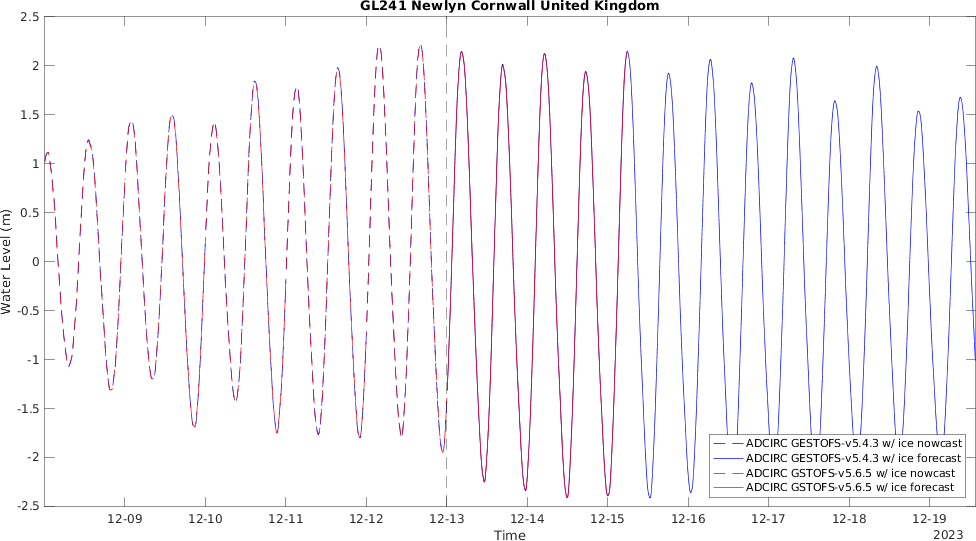 GL241 Newlyn Cornwall United Kingdom
2.5
2
1.5
1
0.5
0
-0.5
-1
-1.5
-2
-2.5
Water Level (m)
ADCIRC GESTOFS-v5.4.3 w/ ice nowcast
ADCIRC GESTOFS-v5.4.3 w/ ice forecast
ADCIRC GSTOFS-v5.6.5 w/ ice nowcast
ADCIRC GSTOFS-v5.6.5 w/ ice forecast
12-09 12-10 12-11 12-12 12-13 12-14 12-15 12-16 12-17 12-18 12-19
Time
2023